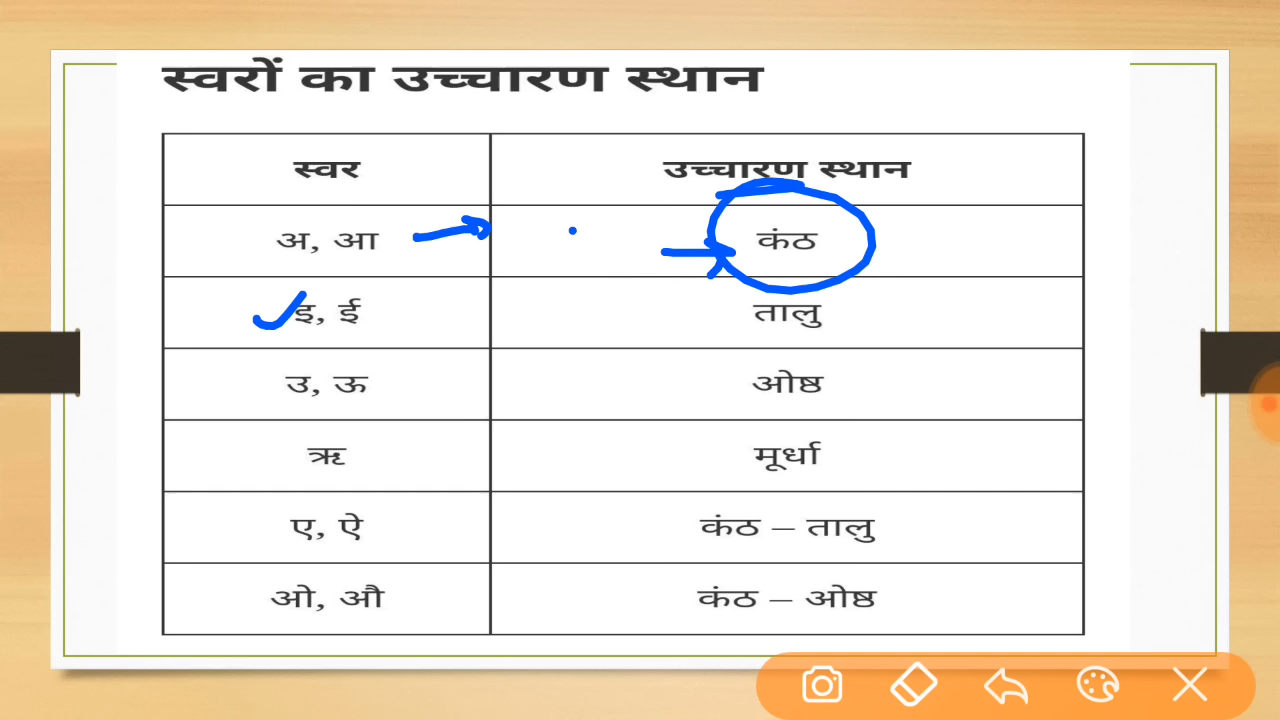 स्वरों का उच्चारण स्थान
स्वर उच्चारण स्थान
अ, आ कंठ
इ, ई तालु
उ, ऊ ओष्ठ
ऋ मूर्धा
ए, ऐ कंठ – तालु
ओ, औ कंठ – ओष्ठ